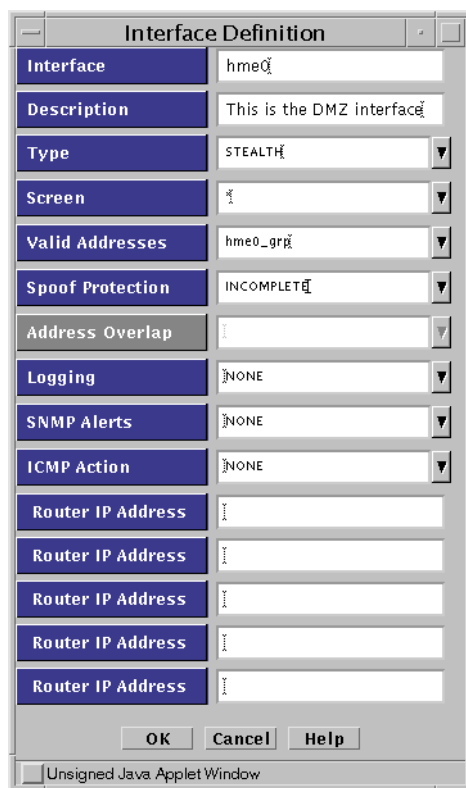 Interface Definition
Interface hme0
Description This is the DMZ interface
Type STEALTH
Screen *
Valid Addresses hme0_grp
Spoof Protection INCOMPLETE
Address Overlap
Logging NONE
SNMP Alerts NONE
ICMP Action NONE
Router IP Address
Router IP Address
Router IP Address
Router IP Address
Router IP Address
OK Cancel Help
Unsigned Java Applet Window